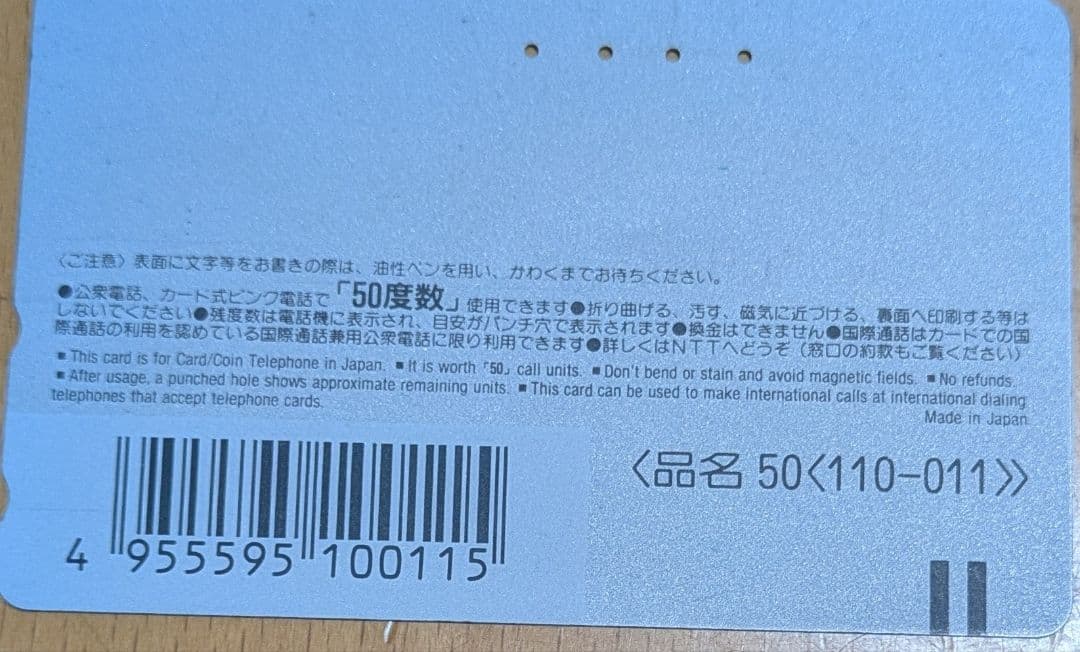 〈ご注意〉表面に文字等をお書きの際は、油性ペンを用い、かわくまでお待ちください。
●公衆電話、カード式ピンク電話で「50度数」使用できます●折り曲げる、汚す、磁気に近づける、裏面へ印刷する等は
しないでください●残度数は電話機に表示され、目安がパンチ穴で表示されます●換金はできません●国際通話はカードでの国
際通話の利用を認めている国際通話兼用公衆電話に限り利用できます●詳しくはNTTへどうぞ（窓口の約款もご覧ください）
■This card is for Card/Coin Telephone in Japan. ■It is worth「50」call units. ■Don't bend or stain and avoid magnetic fields. ■No refunds.
■After usage, a punched hole shows approximate remaining units. ■This card can be used to make international calls at international dialing
telephones that accept telephone cards.
Made in Japan
〈品名 50〈110-011〉〉
4 955595 100115